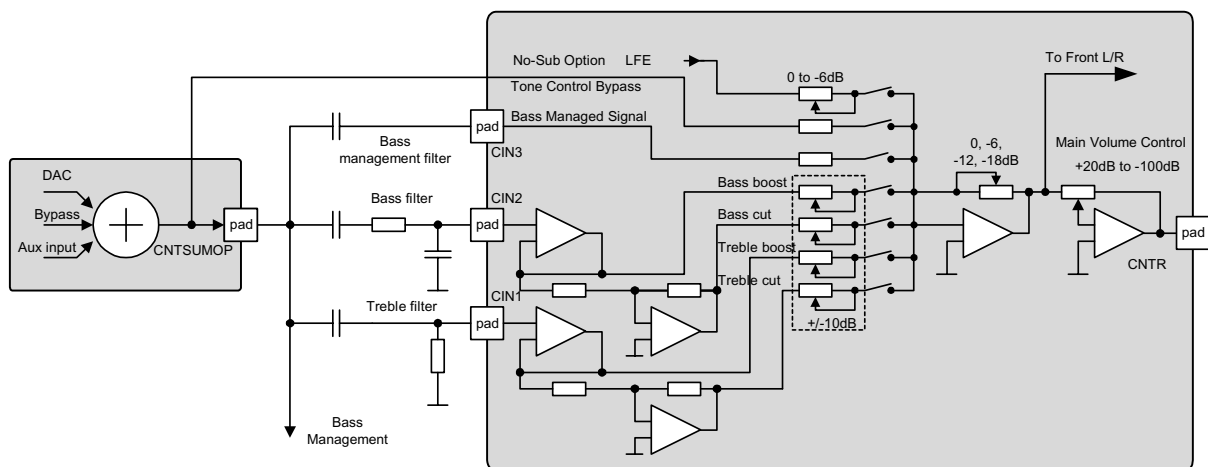 No-Sub Option LFE
To Front L/R
0 to -6dB
Tone Control Bypass
pad
Bass Managed Signal
CIN3
Bass
management filter
0, -6,
-12, -18dB
Main Volume Control
+20dB to -100dB
DAC
Bypass
Aux input
CNTSUMOP
pad
Bass filter
CIN2
pad
Bass boost
Bass cut
Treble boost
Treble cut
+/-10dB
pad
CNTR
Treble filter
CIN1
pad
Bass
Management